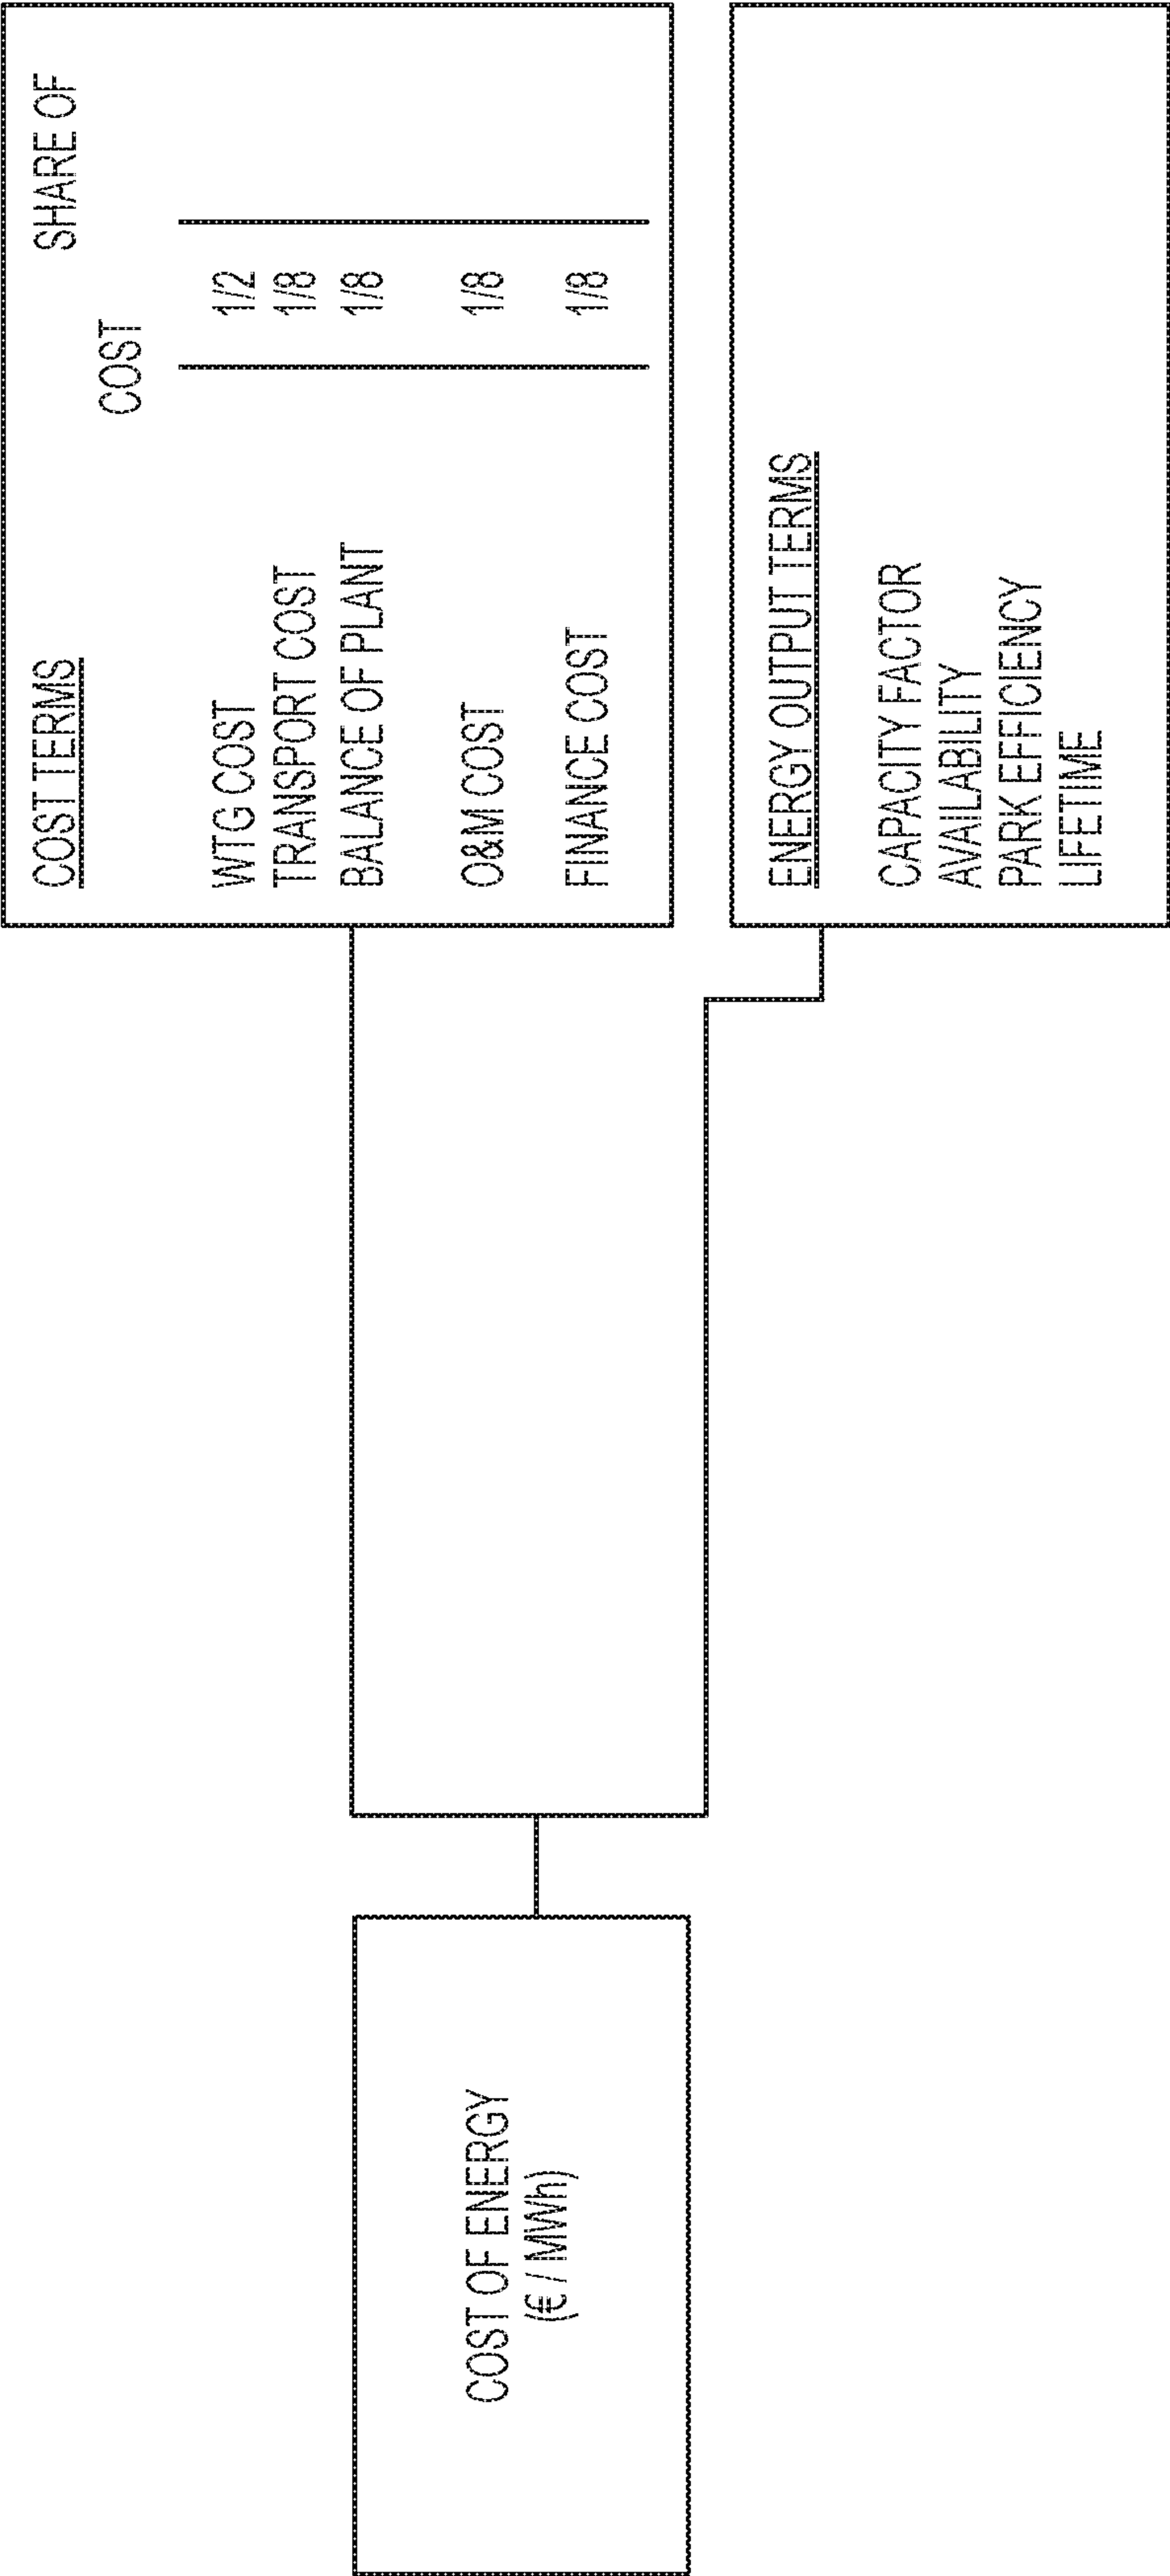 COST OF ENERGY
(€ / MWh)
COST TERMS SHARE OF
COST
WTG COST 1/2
TRANSPORT COST 1/8
BALANCE OF PLANT 1/8
O&M COST 1/8
FINANCE COST 1/8
ENERGY OUTPUT TERMS
CAPACITY FACTOR
AVAILABILITY
PARK EFFICIENCY
LIFETIME